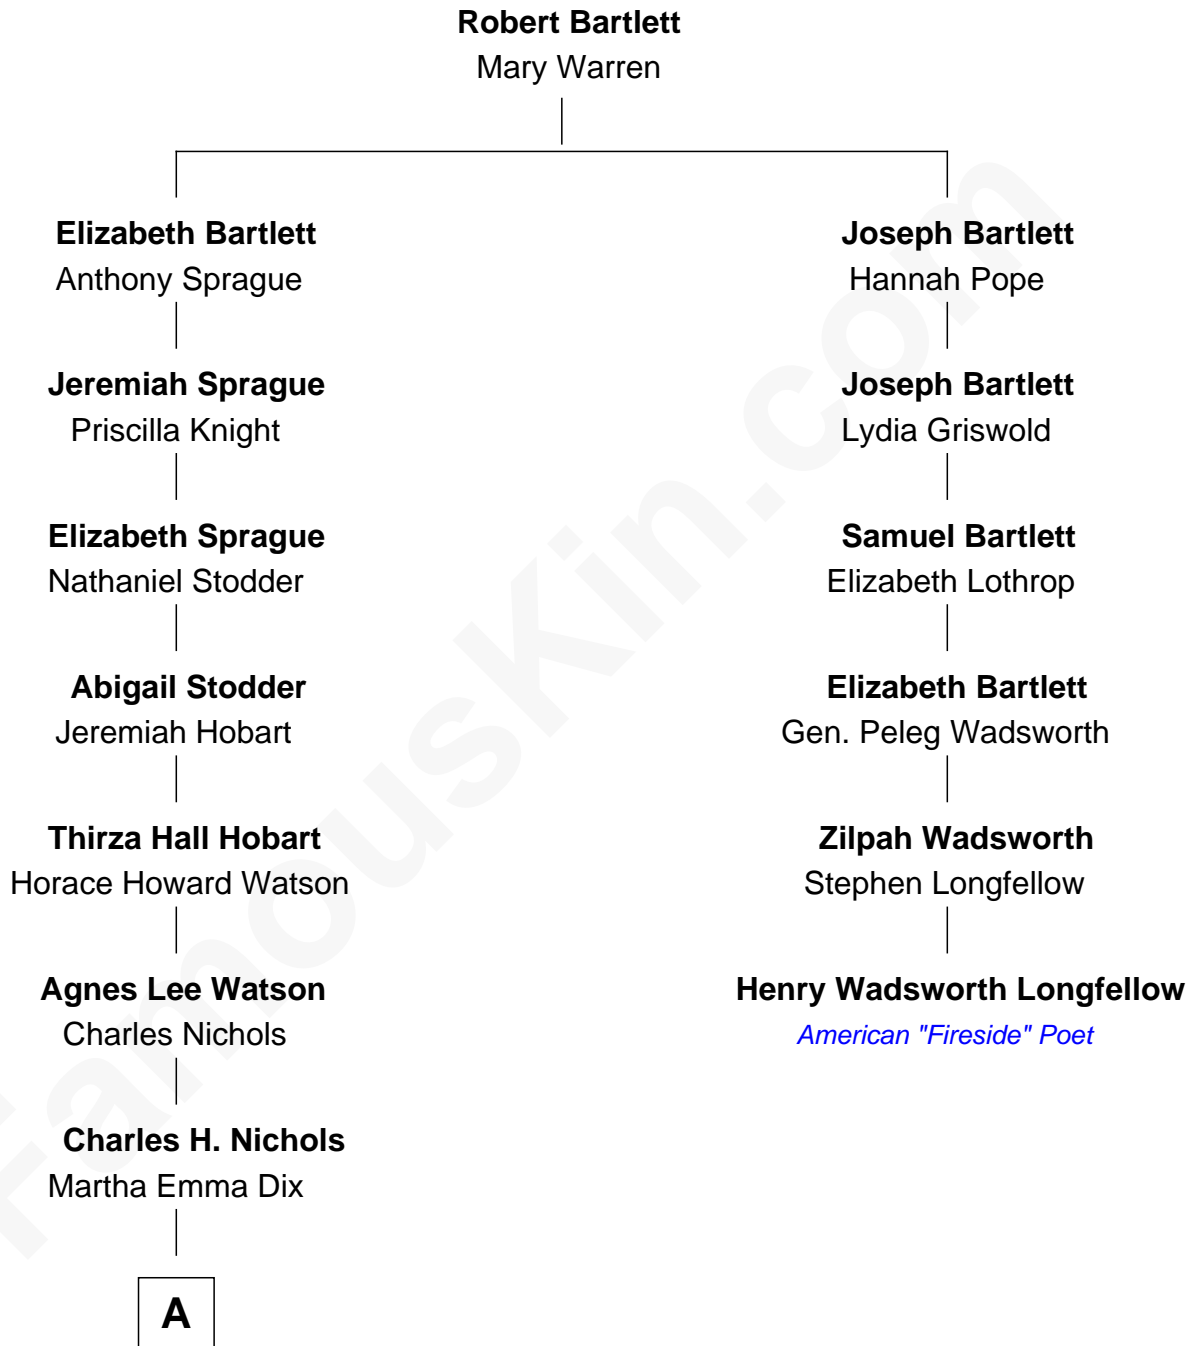 Robert Bartlett
Mary Warren
Elizabeth Bartlett
Anthony Sprague
Joseph Bartlett
Hannah Pope
Jeremiah Sprague
Priscilla Knight
Joseph Bartlett
Lydia Griswold
Elizabeth Sprague
Nathaniel Stodder
Samuel Bartlett
Elizabeth Lothrop
Abigail Stodder
Jeremiah Hobart
Elizabeth Bartlett
Gen. Peleg Wadsworth
Thirza Hall Hobart
Horace Howard Watson
Zilpah Wadsworth
Stephen Longfellow
Agnes Lee Watson
Charles Nichols
Henry Wadsworth Longfellow
American "Fireside" Poet
Charles H. Nichols
Martha Emma Dix
A
FamousKin.com